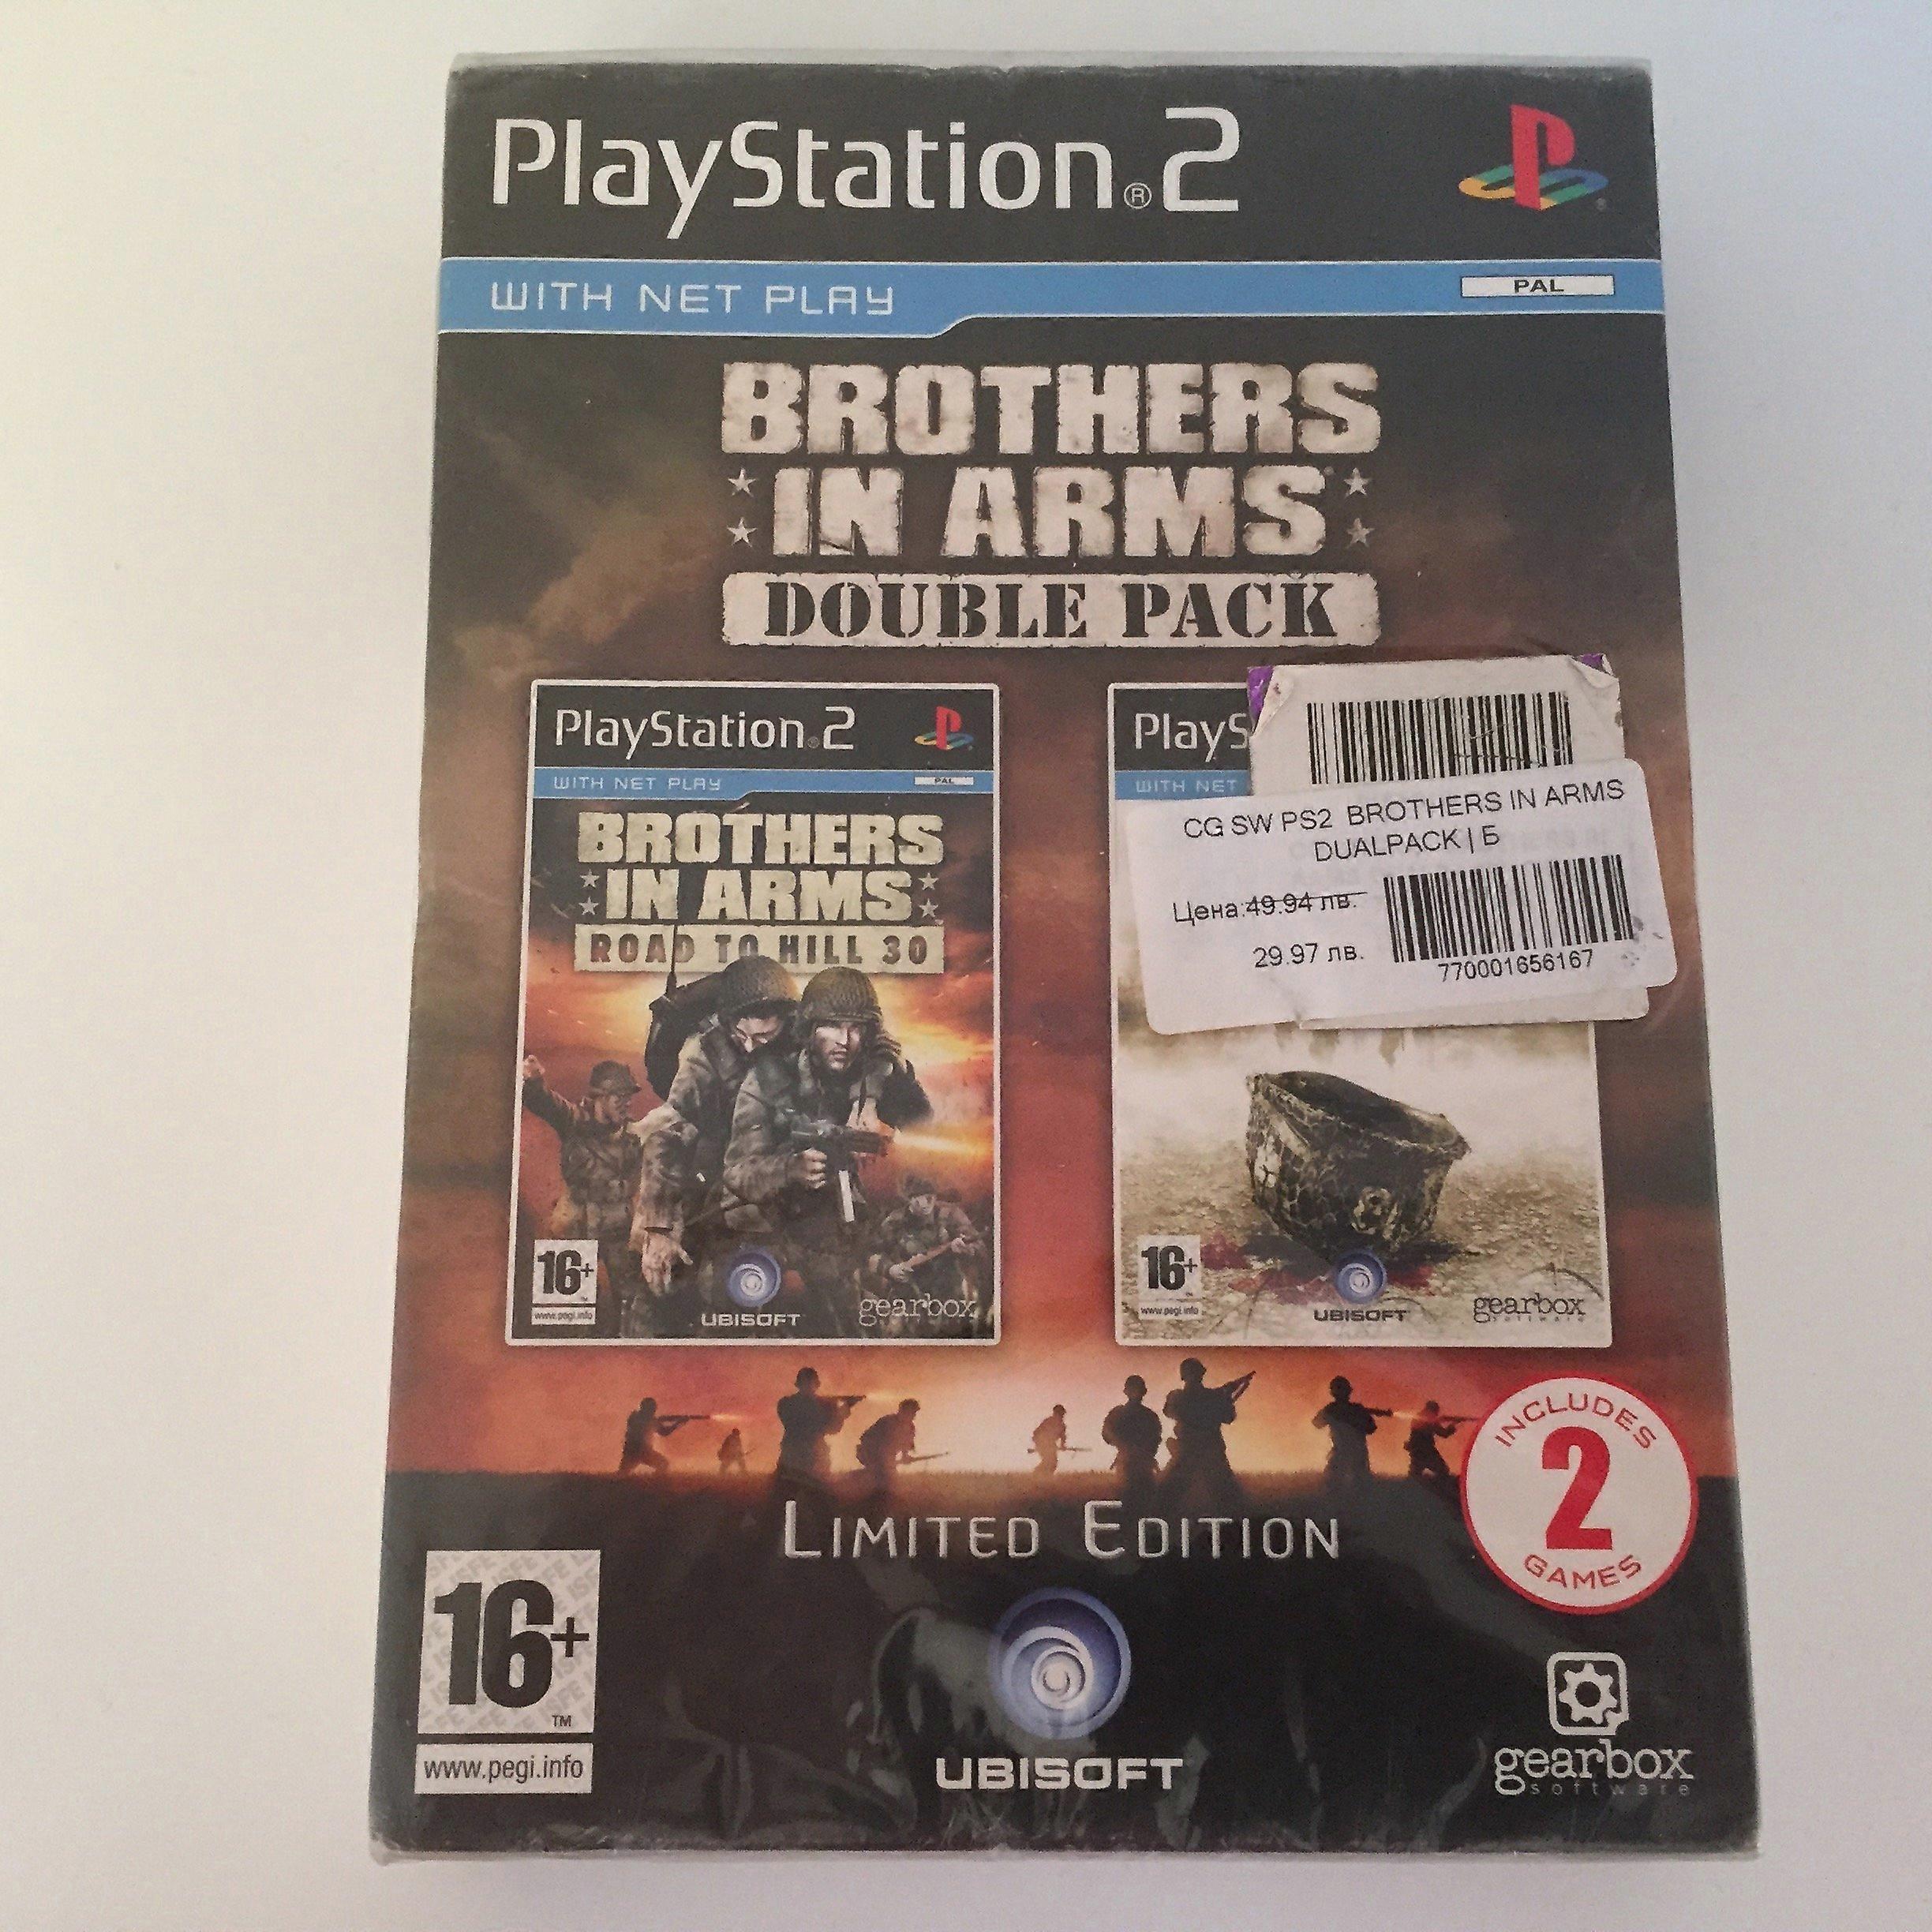 PlayStation®2
WITH NET PLAY
PAL
BROTHERS
IN ARMS
DOUBLE PACK
PlayStation®2
WITH NET PLAY
PAL
BROTHERS
IN ARMS
ROAD TO HILL 30
16+
www.pegi.info
UBISOFT
gearbox
PlayS
WITH NET
CG SW PS2 BROTHERS IN ARMS
DUALPACK | Б
Цена:49.94 лв.
29.97 лв.
770001656167
16+
www.pegi.info
UBISOFT
gearbox
software
INCLUDES
2
GAMES
LIMITED EDITION
16+
TM
www.pegi.info
UBISOFT
gearbox
software